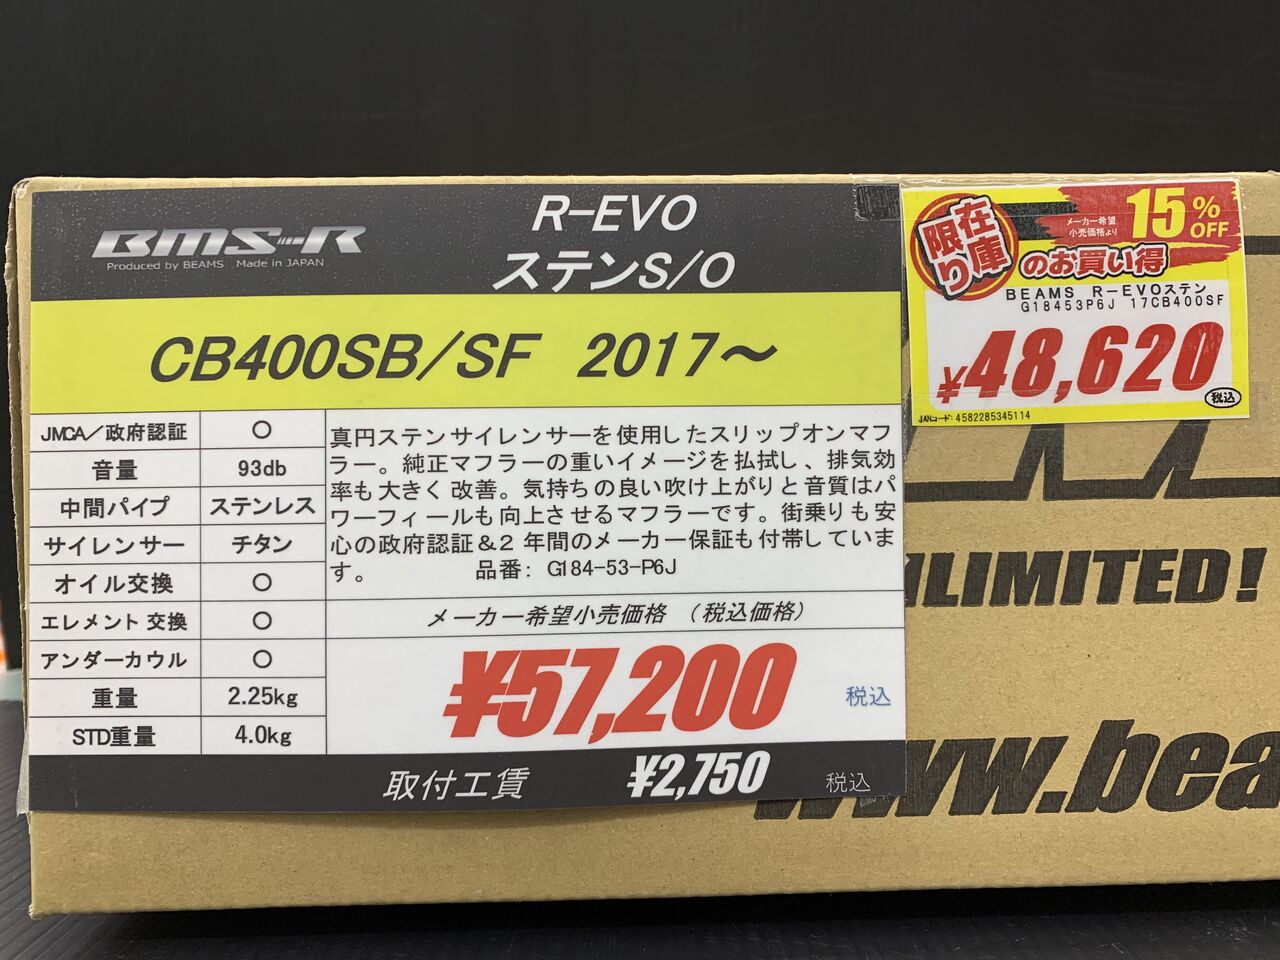 BMS-R
Produced by BEAMS Made in JAPAN
R-EVO
ステンS/O
CB400SB/SF 2017～
JMCA／政府認証 〇
音量 93db
中間パイプ ステンレス
サイレンサー チタン
オイル交換 〇
エレメント交換 〇
アンダーカウル 〇
重量 2.25kg
STD重量 4.0kg
真円ステンサイレンサーを使用したスリップオンマフ
ラー。純正マフラーの重いイメージを払拭し、排気効
率も大きく改善。気持ちの良い吹け上がりと音質はパ
ワーフィールも向上させるマフラーです。街乗りも安
心の政府認証＆2年間のメーカー保証も付帯していま
す。 品番: G184-53-P6J
メーカー希望小売価格 （税込価格）
¥57,200 税込
取付工賃 ¥2,750 税込
在庫限り
のお買い得
メーカー希望
小売価格より
15%OFF
BEAMS R-EVOステン
G18453P6J 17CB400SF
¥48,620 税込
JANコード: 4582285345114
LIMITED!
www.bea